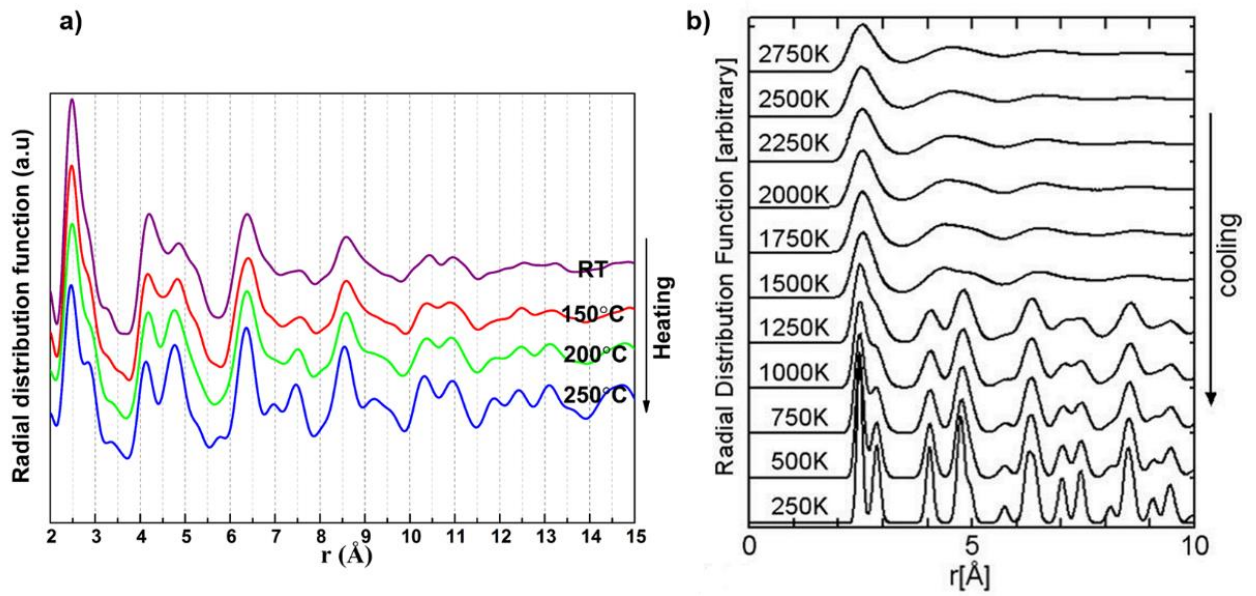 a)
Radial distribution function (a.u)
RT
150°C
200°C
250°C
Heating
2 3 4 5 6 7 8 9 10 11 12 13 14 15
r (Å)
b)
Radial Distribution Function [arbitrary]
2750K
2500K
2250K
2000K
1750K
1500K
1250K
1000K
750K
500K
250K
cooling
0 5 10
r[Å]